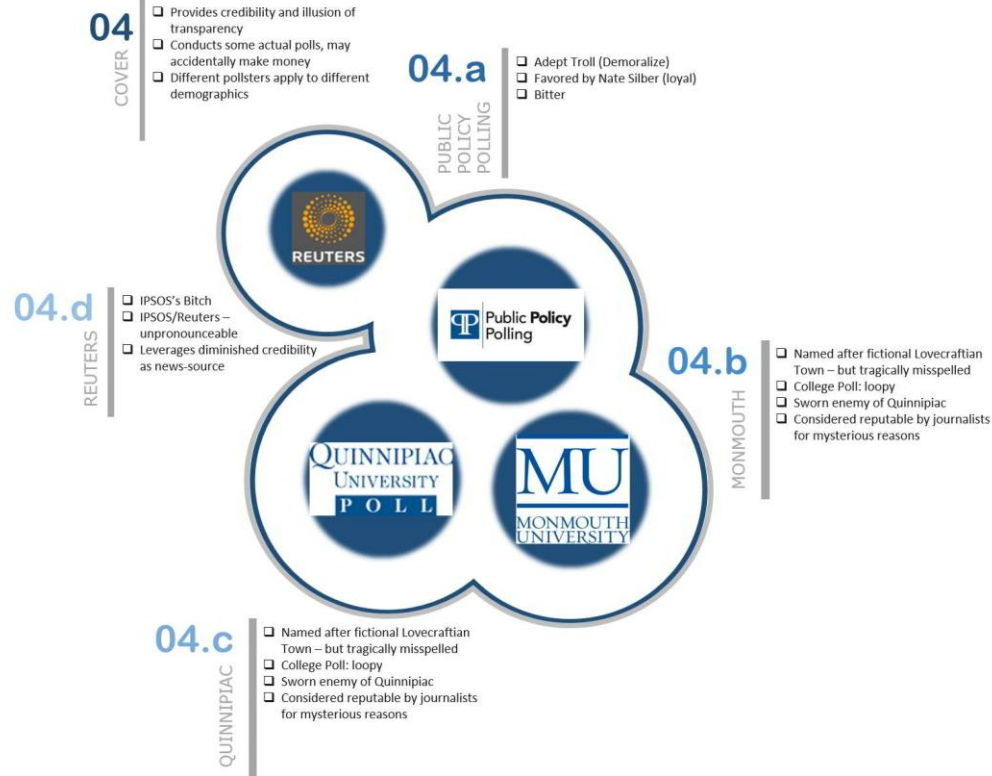 04
COVER
Provides credibility and illusion of
transparency
Conducts some actual polls, may
accidentally make money
Different pollsters apply to different
demographics
04.a
PUBLIC
POLICY
POLLING
Adept Troll (Demoralize)
Favored by Nate Silber (loyal)
Bitter
REUTERS
PP Public Policy
Polling
04.d
REUTERS
IPSOS's Bitch
IPSOS/Reuters –
unpronounceable
Leverages diminished credibility
as news-source
04.b
MONMOUTH
Named after fictional Lovecraftian
Town – but tragically misspelled
College Poll: loopy
Sworn enemy of Quinnipiac
Considered reputable by journalists
for mysterious reasons
QUINNIPIAC
UNIVERSITY
POLL
MU
MONMOUTH
UNIVERSITY
04.c
QUINNIPIAC
Named after fictional Lovecraftian
Town – but tragically misspelled
College Poll: loopy
Sworn enemy of Quinnipiac
Considered reputable by journalists
for mysterious reasons